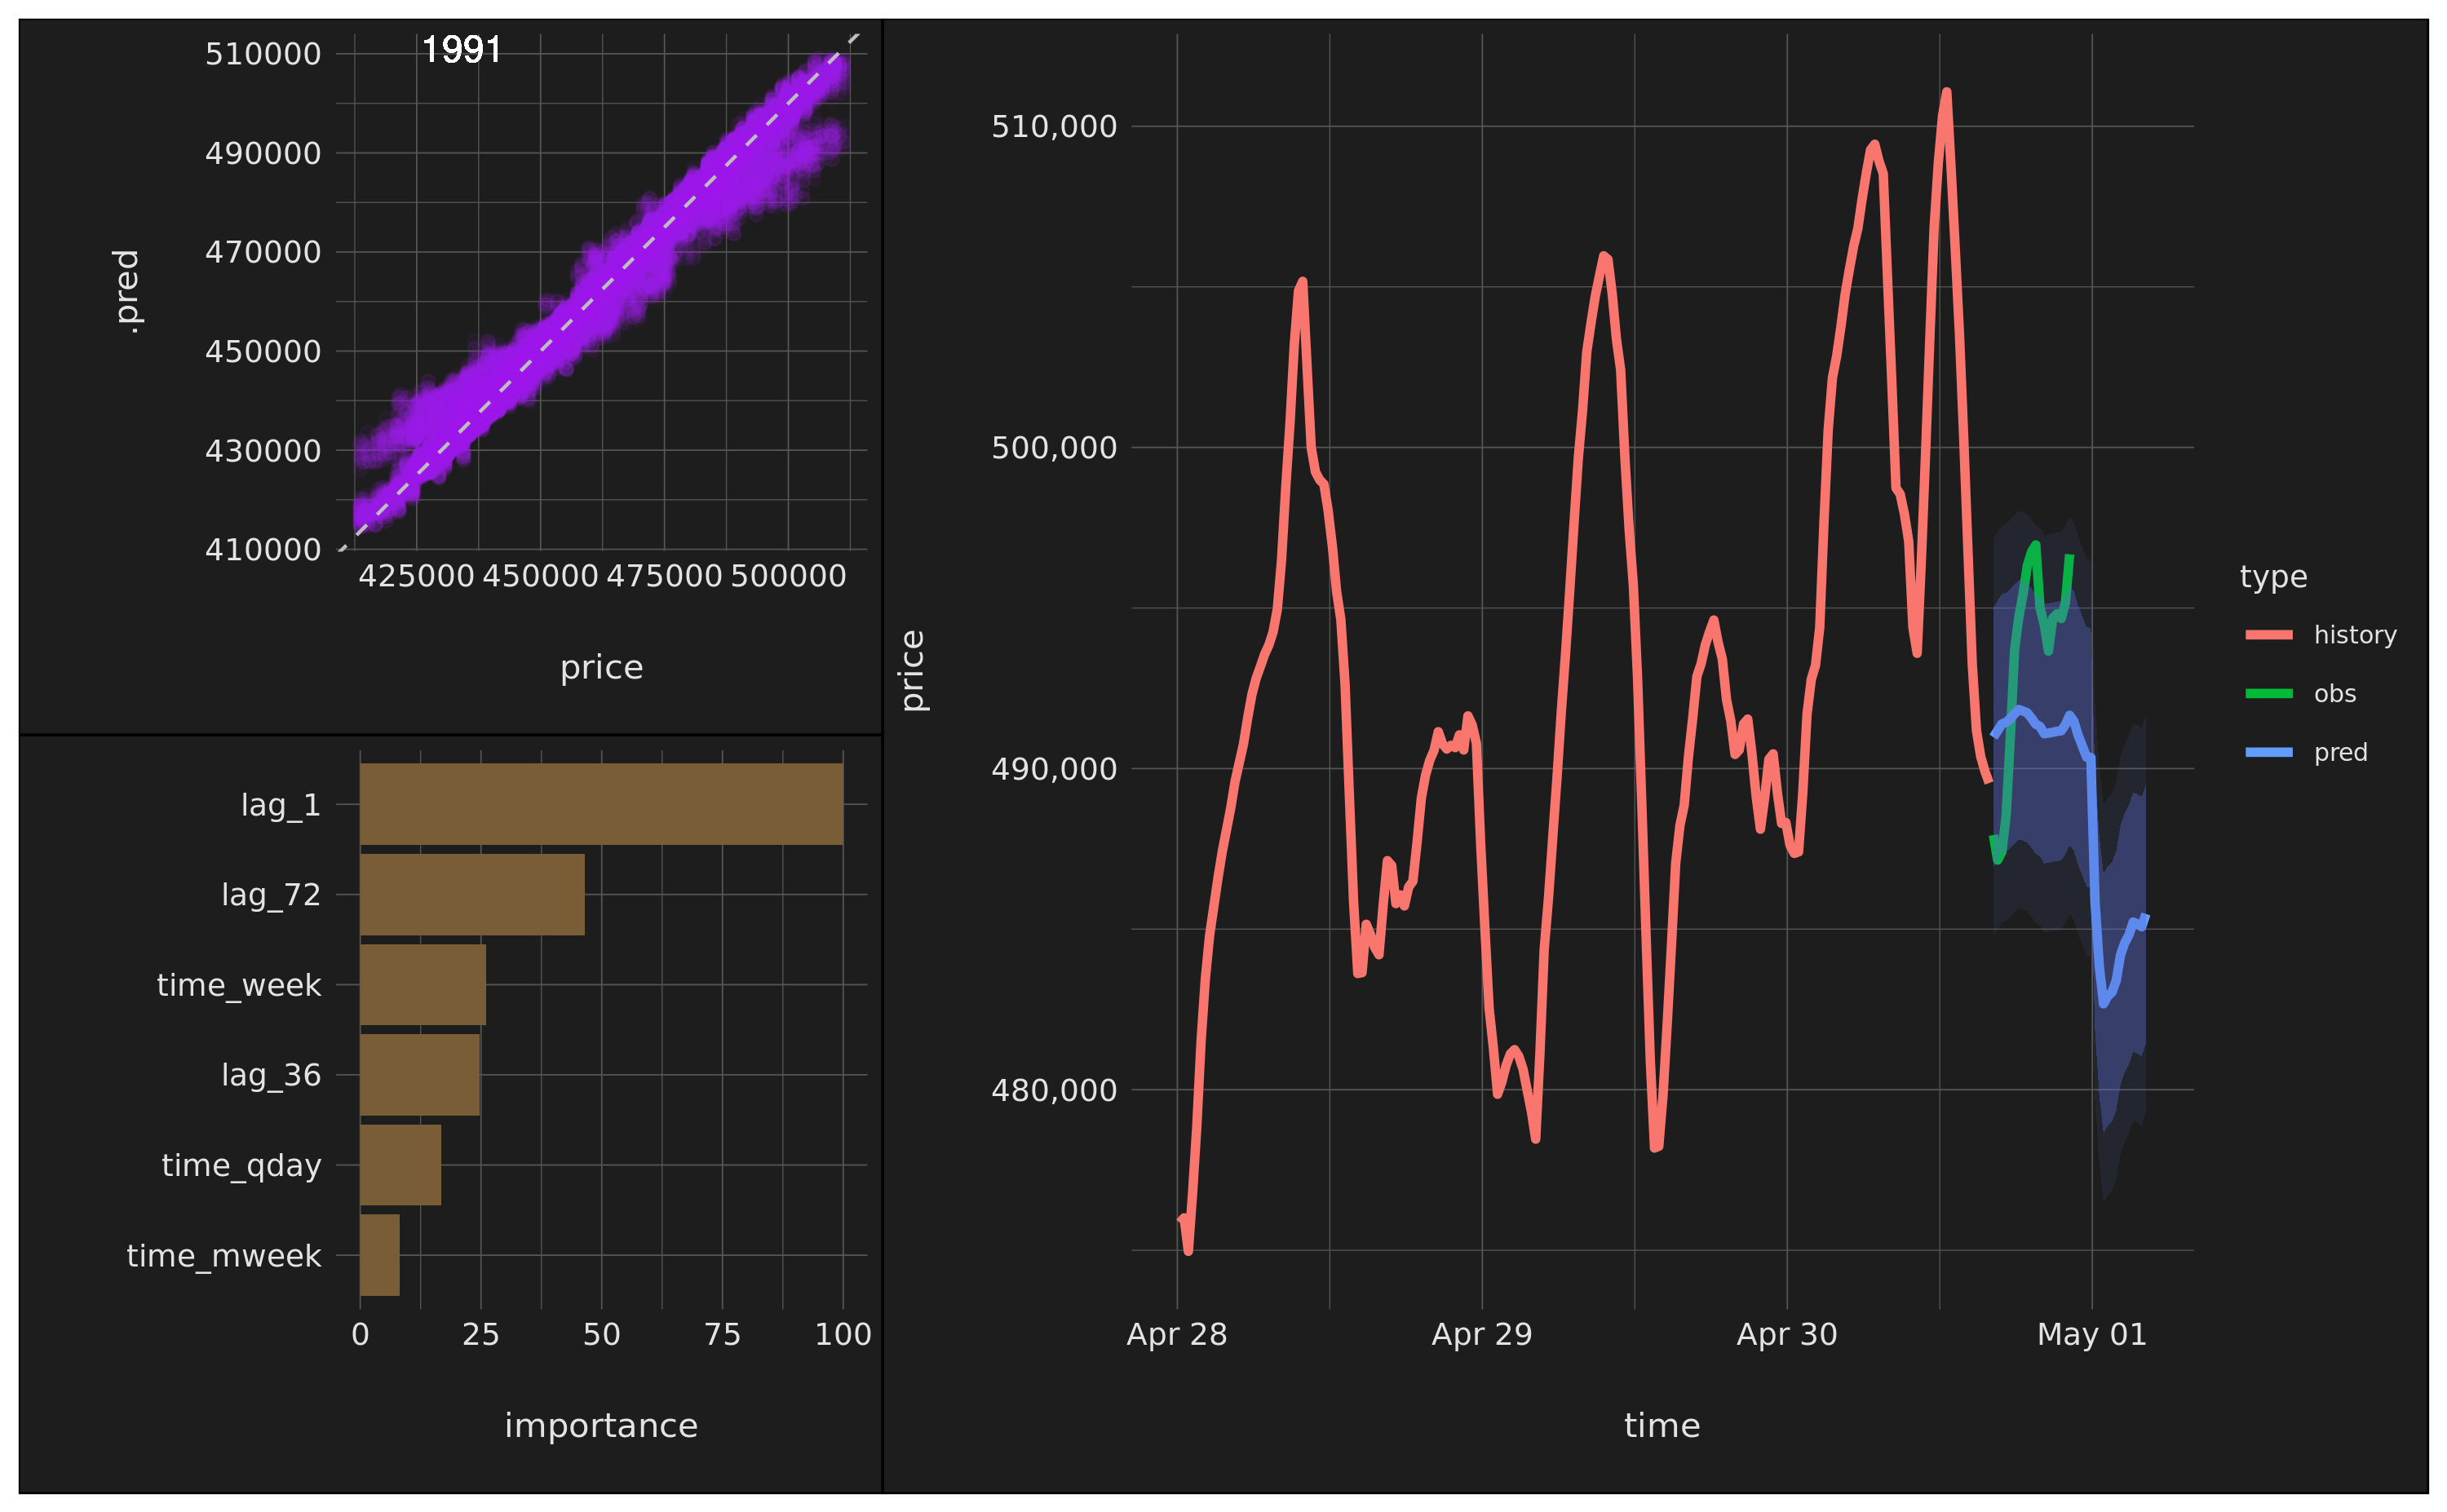 1991
510000
490000
470000
450000
430000
410000
.pred
425000 450000 475000 500000
price
lag_1
lag_72
time_week
lag_36
time_qday
time_mweek
0 25 50 75 100
importance
510,000
500,000
490,000
480,000
price
Apr 28 Apr 29 Apr 30 May 01
time
type
history
obs
pred